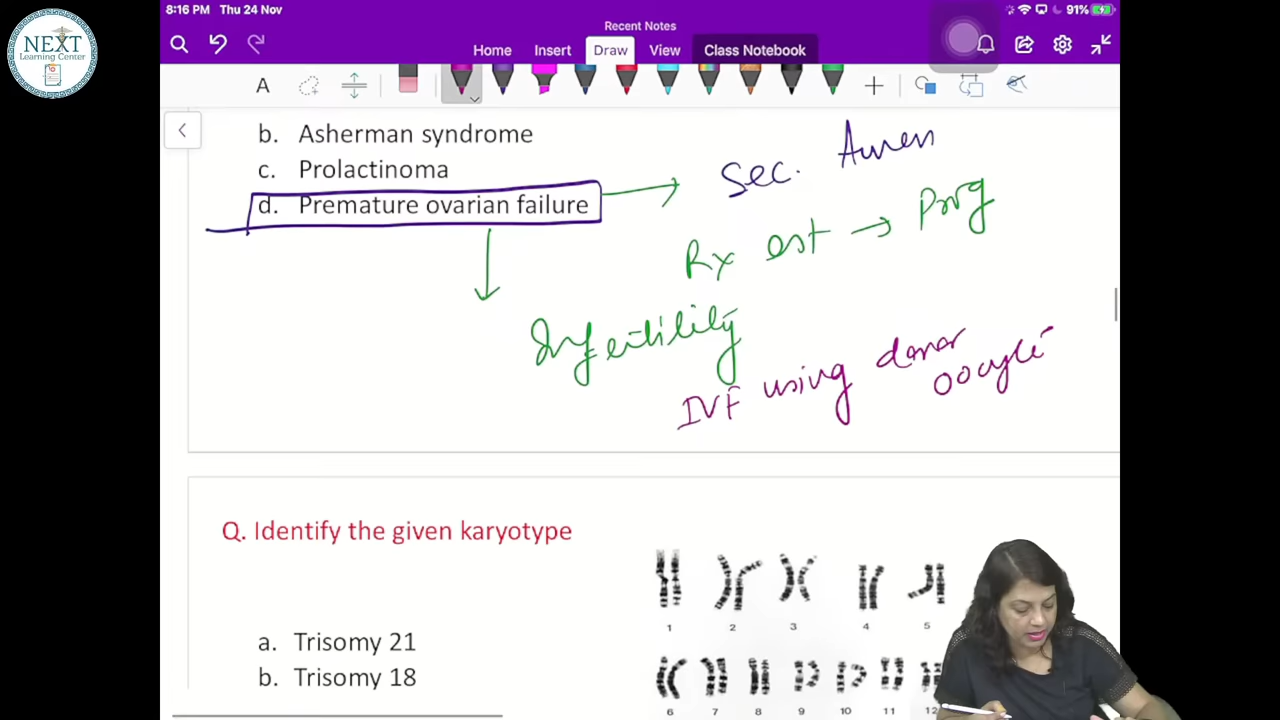 8:16 PM Thu 24 Nov
91%
NEXT
Learning Center
Recent Notes
Home Insert Draw View Class Notebook
A
b. Asherman syndrome
c. Prolactinoma
d. Premature ovarian failure
Sec. Amen
Rx est → Prog
Infertility
IVF using donor
oocyte
Q. Identify the given karyotype
1 2 3 4 5
a. Trisomy 21
b. Trisomy 18
6 7 8 9 10 11 12